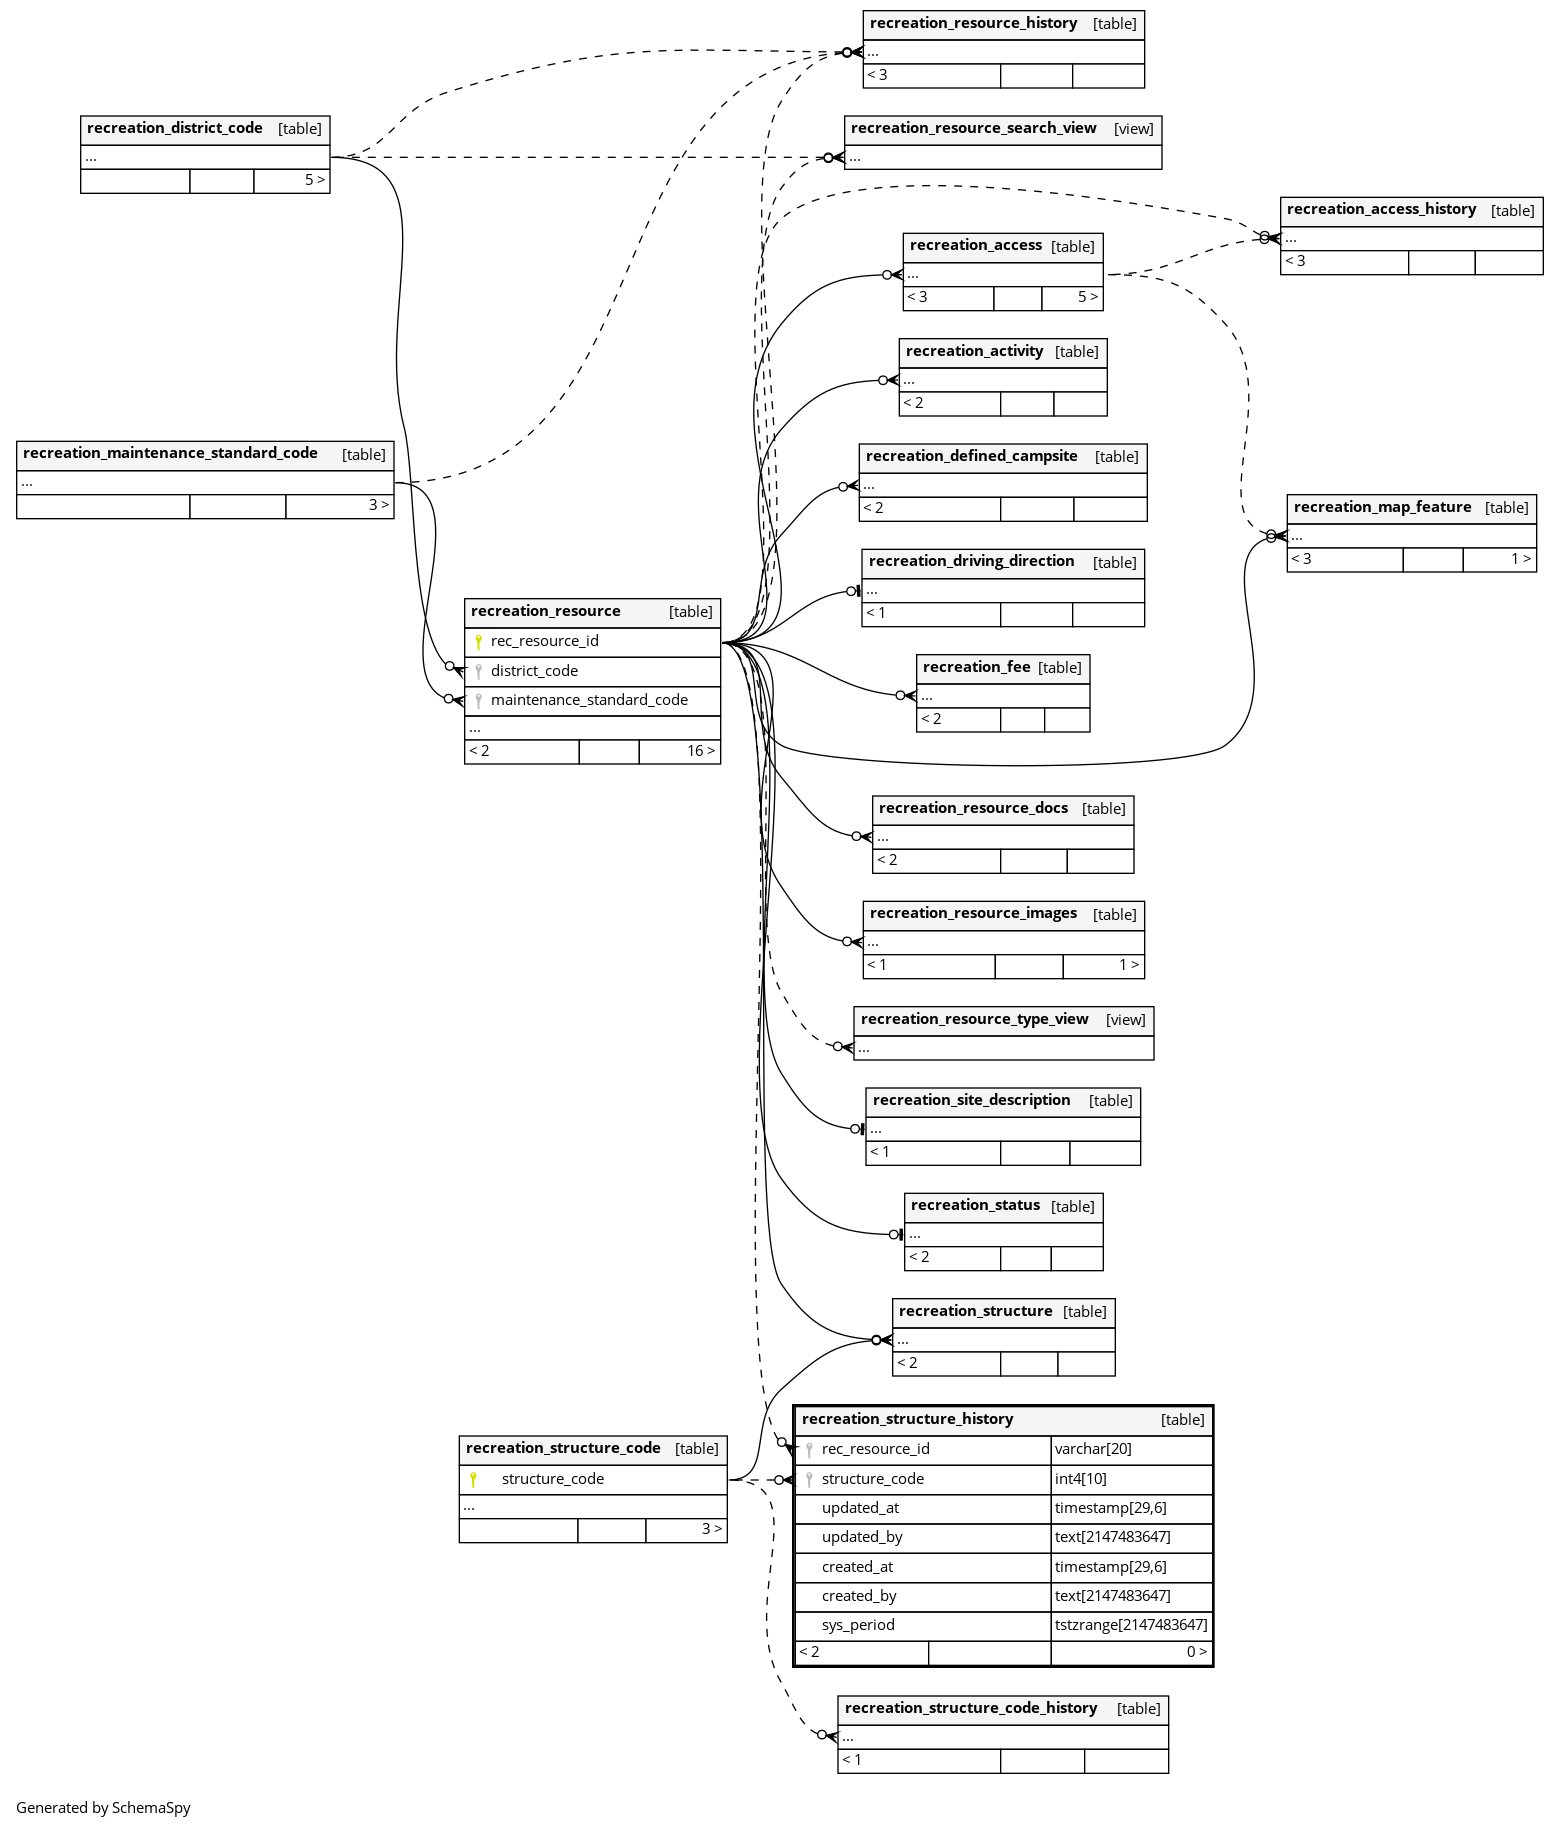 recreation_resource_history [table]
...
< 3
recreation_district_code [table]
...
5 >
recreation_resource_search_view [view]
...
recreation_access_history [table]
...
< 3
recreation_access [table]
...
< 3 5 >
recreation_activity [table]
...
< 2
recreation_maintenance_standard_code [table]
...
3 >
recreation_defined_campsite [table]
...
< 2
recreation_map_feature [table]
...
< 3 1 >
recreation_driving_direction [table]
...
< 1
recreation_resource [table]
rec_resource_id
district_code
maintenance_standard_code
...
< 2 16 >
recreation_fee [table]
...
< 2
recreation_resource_docs [table]
...
< 2
recreation_resource_images [table]
...
< 1 1 >
recreation_resource_type_view [view]
...
recreation_site_description [table]
...
< 1
recreation_status [table]
...
< 2
recreation_structure [table]
...
< 2
recreation_structure_code [table]
structure_code
...
3 >
recreation_structure_history [table]
rec_resource_id varchar[20]
structure_code int4[10]
updated_at timestamp[29,6]
updated_by text[2147483647]
created_at timestamp[29,6]
created_by text[2147483647]
sys_period tstzrange[2147483647]
< 2 0 >
recreation_structure_code_history [table]
...
< 1
Generated by SchemaSpy